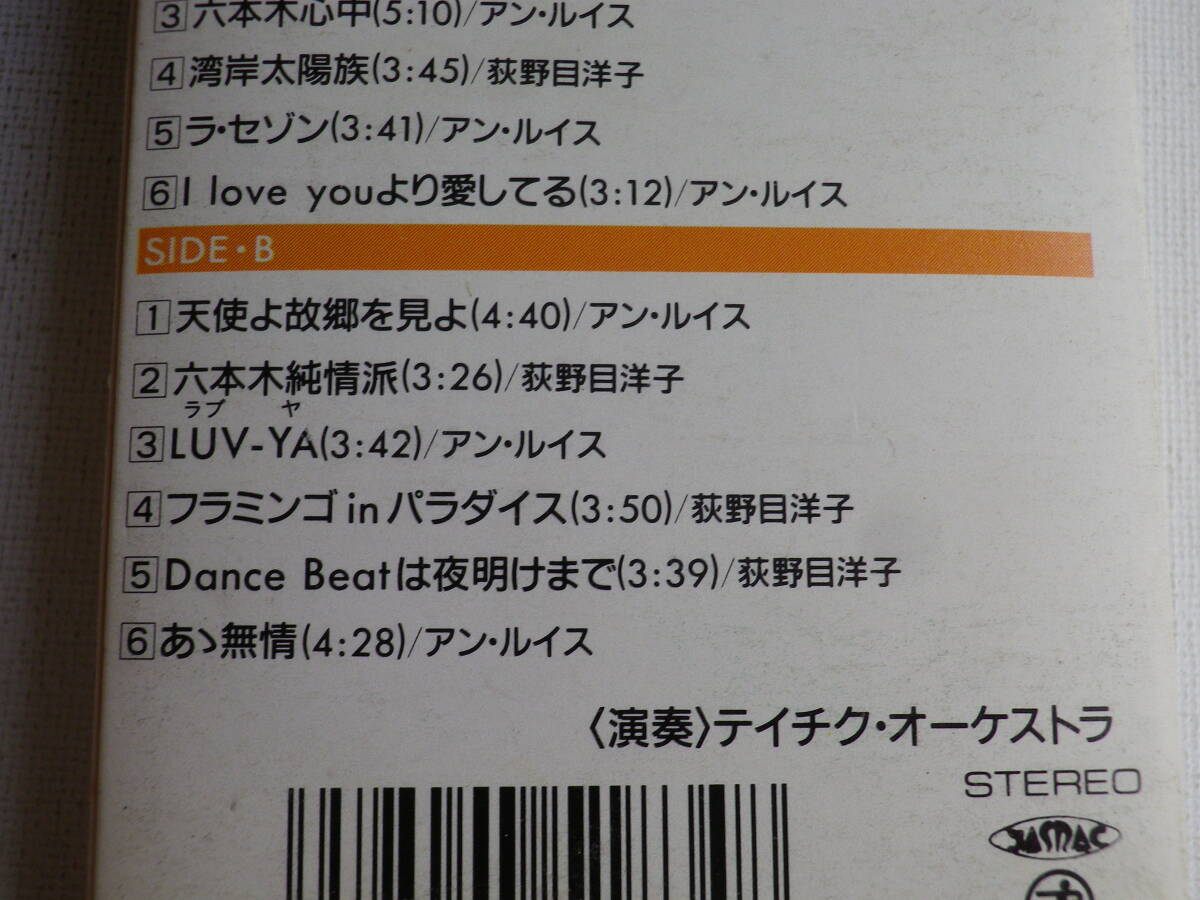 3 六本木心中(5:10)/アン・ルイス
4 湾岸太陽族(3:45)/荻野目洋子
5 ラ・セゾン(3:41)/アン・ルイス
6 I love youより愛してる(3:12)/アン・ルイス
SIDE・B
1 天使よ故郷を見よ(4:40)/アン・ルイス
2 六本木純情派(3:26)/荻野目洋子
ラブ ヤ
3 LUV-YA(3:42)/アン・ルイス
4 フラミンゴ in パラダイス(3:50)/荻野目洋子
5 Dance Beatは夜明けまで(3:39)/荻野目洋子
6 あゝ無情(4:28)/アン・ルイス
〈演奏〉テイチク・オーケストラ
STEREO
JASRAC